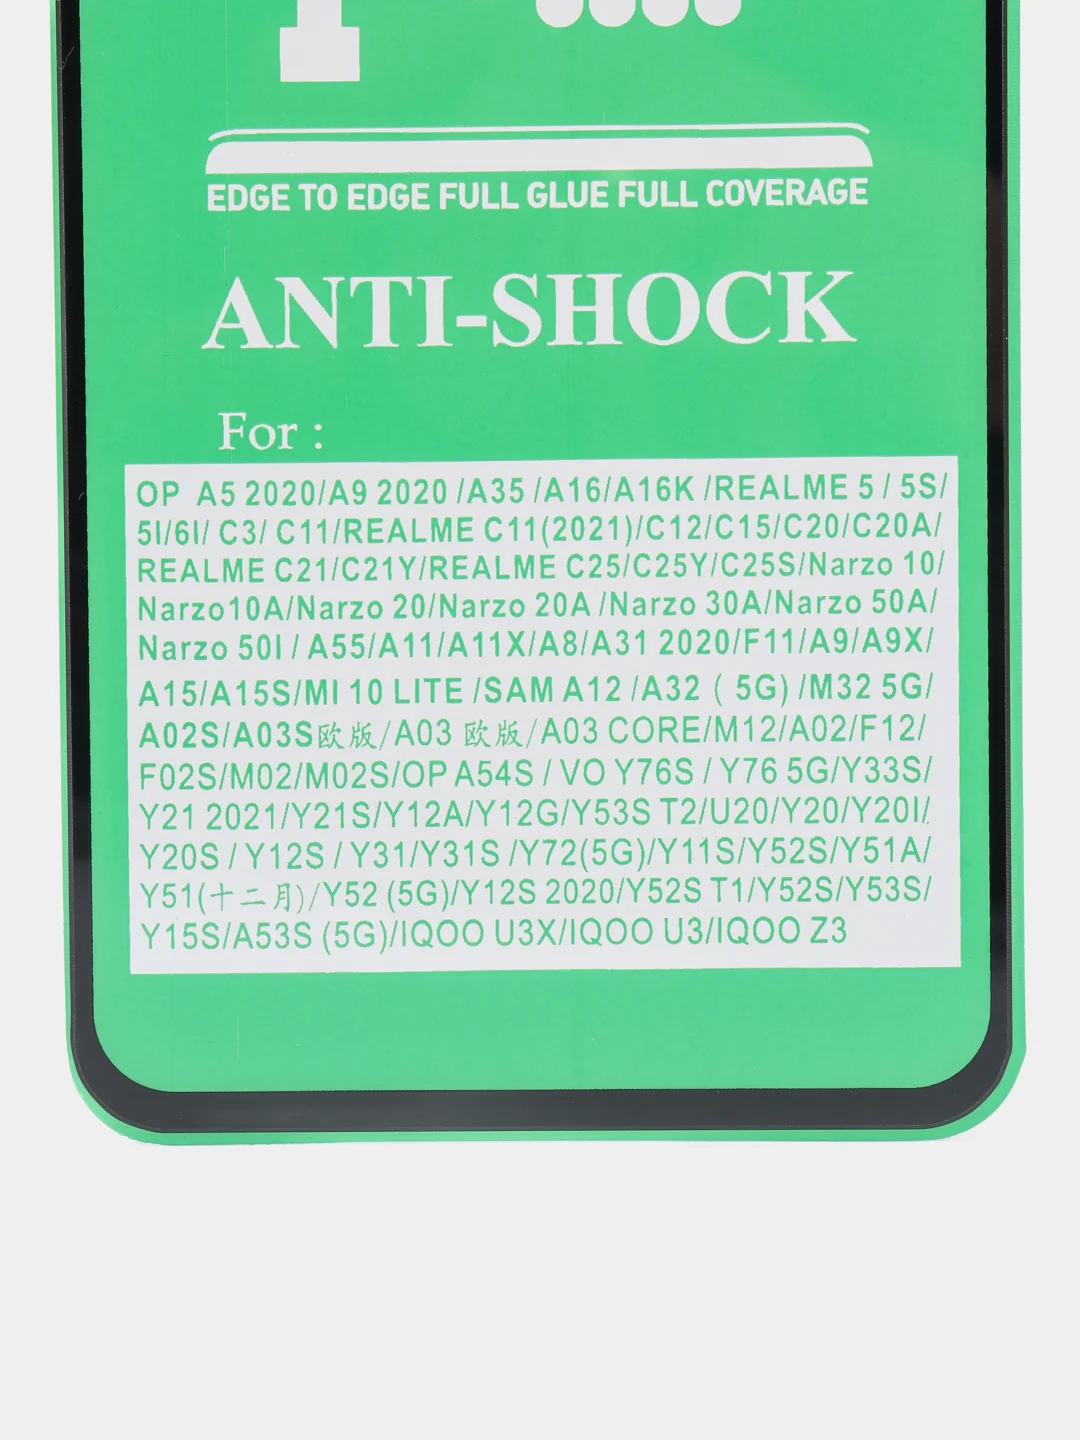 EDGE TO EDGE FULL GLUE FULL COVERAGE
ANTI-SHOCK
For :
OP A5 2020/A9 2020 /A35 /A16/A16K /REALME 5 / 5S/
5I/6I/ C3/ C11/REALME C11(2021)/C12/C15/C20/C20A/
REALME C21/C21Y/REALME C25/C25Y/C25S/Narzo 10/
Narzo10A/Narzo 20/Narzo 20A /Narzo 30A/Narzo 50A/
Narzo 50I / A55/A11/A11X/A8/A31 2020/F11/A9/A9X/
A15/A15S/MI 10 LITE /SAM A12 /A32 ( 5G) /M32 5G/
A02S/A03S欧版/A03 欧版/A03 CORE/M12/A02/F12/
F02S/M02/M02S/OP A54S / VO Y76S / Y76 5G/Y33S/
Y21 2021/Y21S/Y12A/Y12G/Y53S T2/U20/Y20/Y20I/
Y20S / Y12S / Y31/Y31S /Y72(5G)/Y11S/Y52S/Y51A/
Y51(十二月)/Y52 (5G)/Y12S 2020/Y52S T1/Y52S/Y53S/
Y15S/A53S (5G)/IQOO U3X/IQOO U3/IQOO Z3